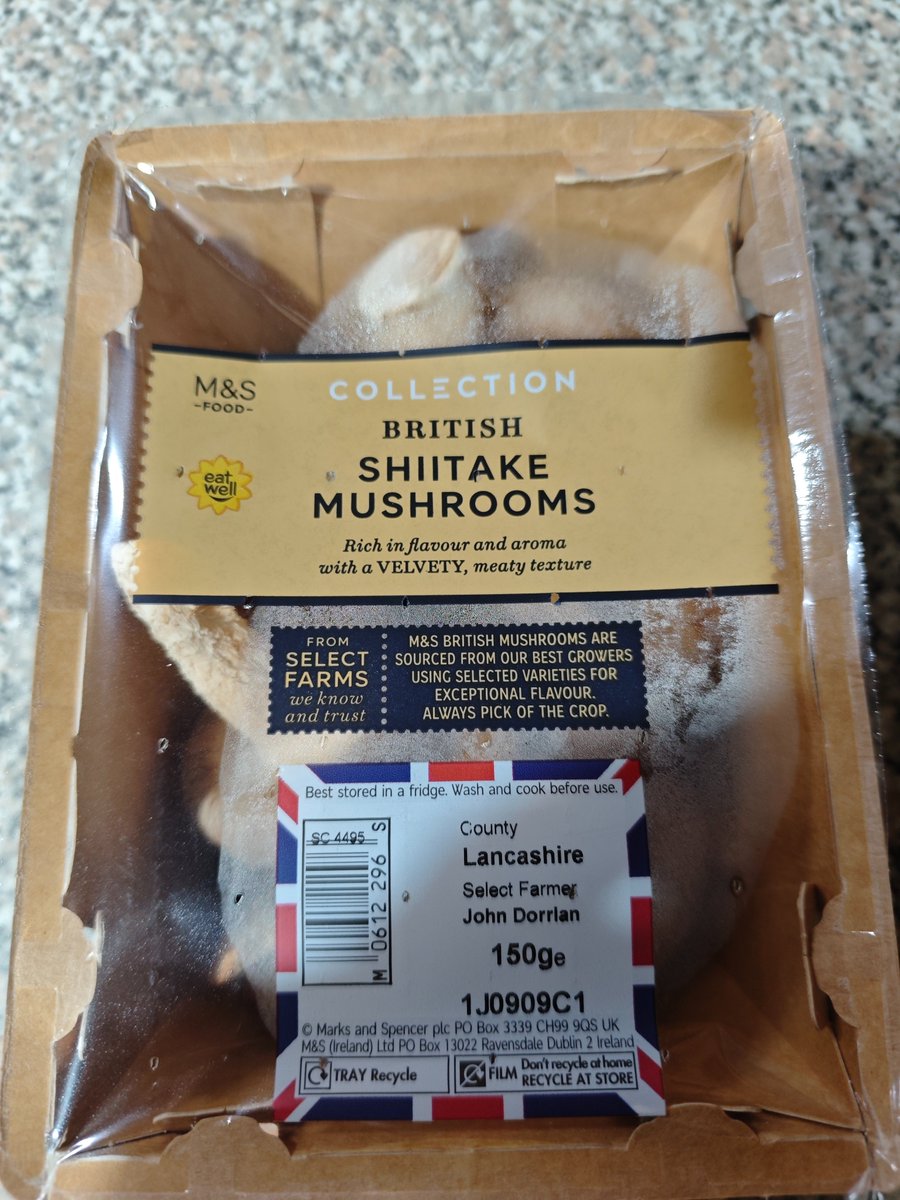 M&S
-FOOD-
COLLECTION
BRITISH
SHIITAKE
MUSHROOMS
eat
well
Rich in flavour and aroma
with a VELVETY, meaty texture
FROM
SELECT
FARMS
we know
and trust
M&S BRITISH MUSHROOMS ARE
SOURCED FROM OUR BEST GROWERS
USING SELECTED VARIETIES FOR
EXCEPTIONAL FLAVOUR.
ALWAYS PICK OF THE CROP.
Best stored in a fridge. Wash and cook before use.
SC 4495
M 0612 296 S
County
Lancashire
Select Farmer
John Dorrian
150ge
1J0909C1
© Marks and Spencer plc PO Box 3339 CH99 9QS UK
M&S (Ireland) Ltd PO Box 13022 Ravensdale Dublin 2 Ireland
TRAY Recycle
FILM Don't recycle at home
RECYCLE AT STORE